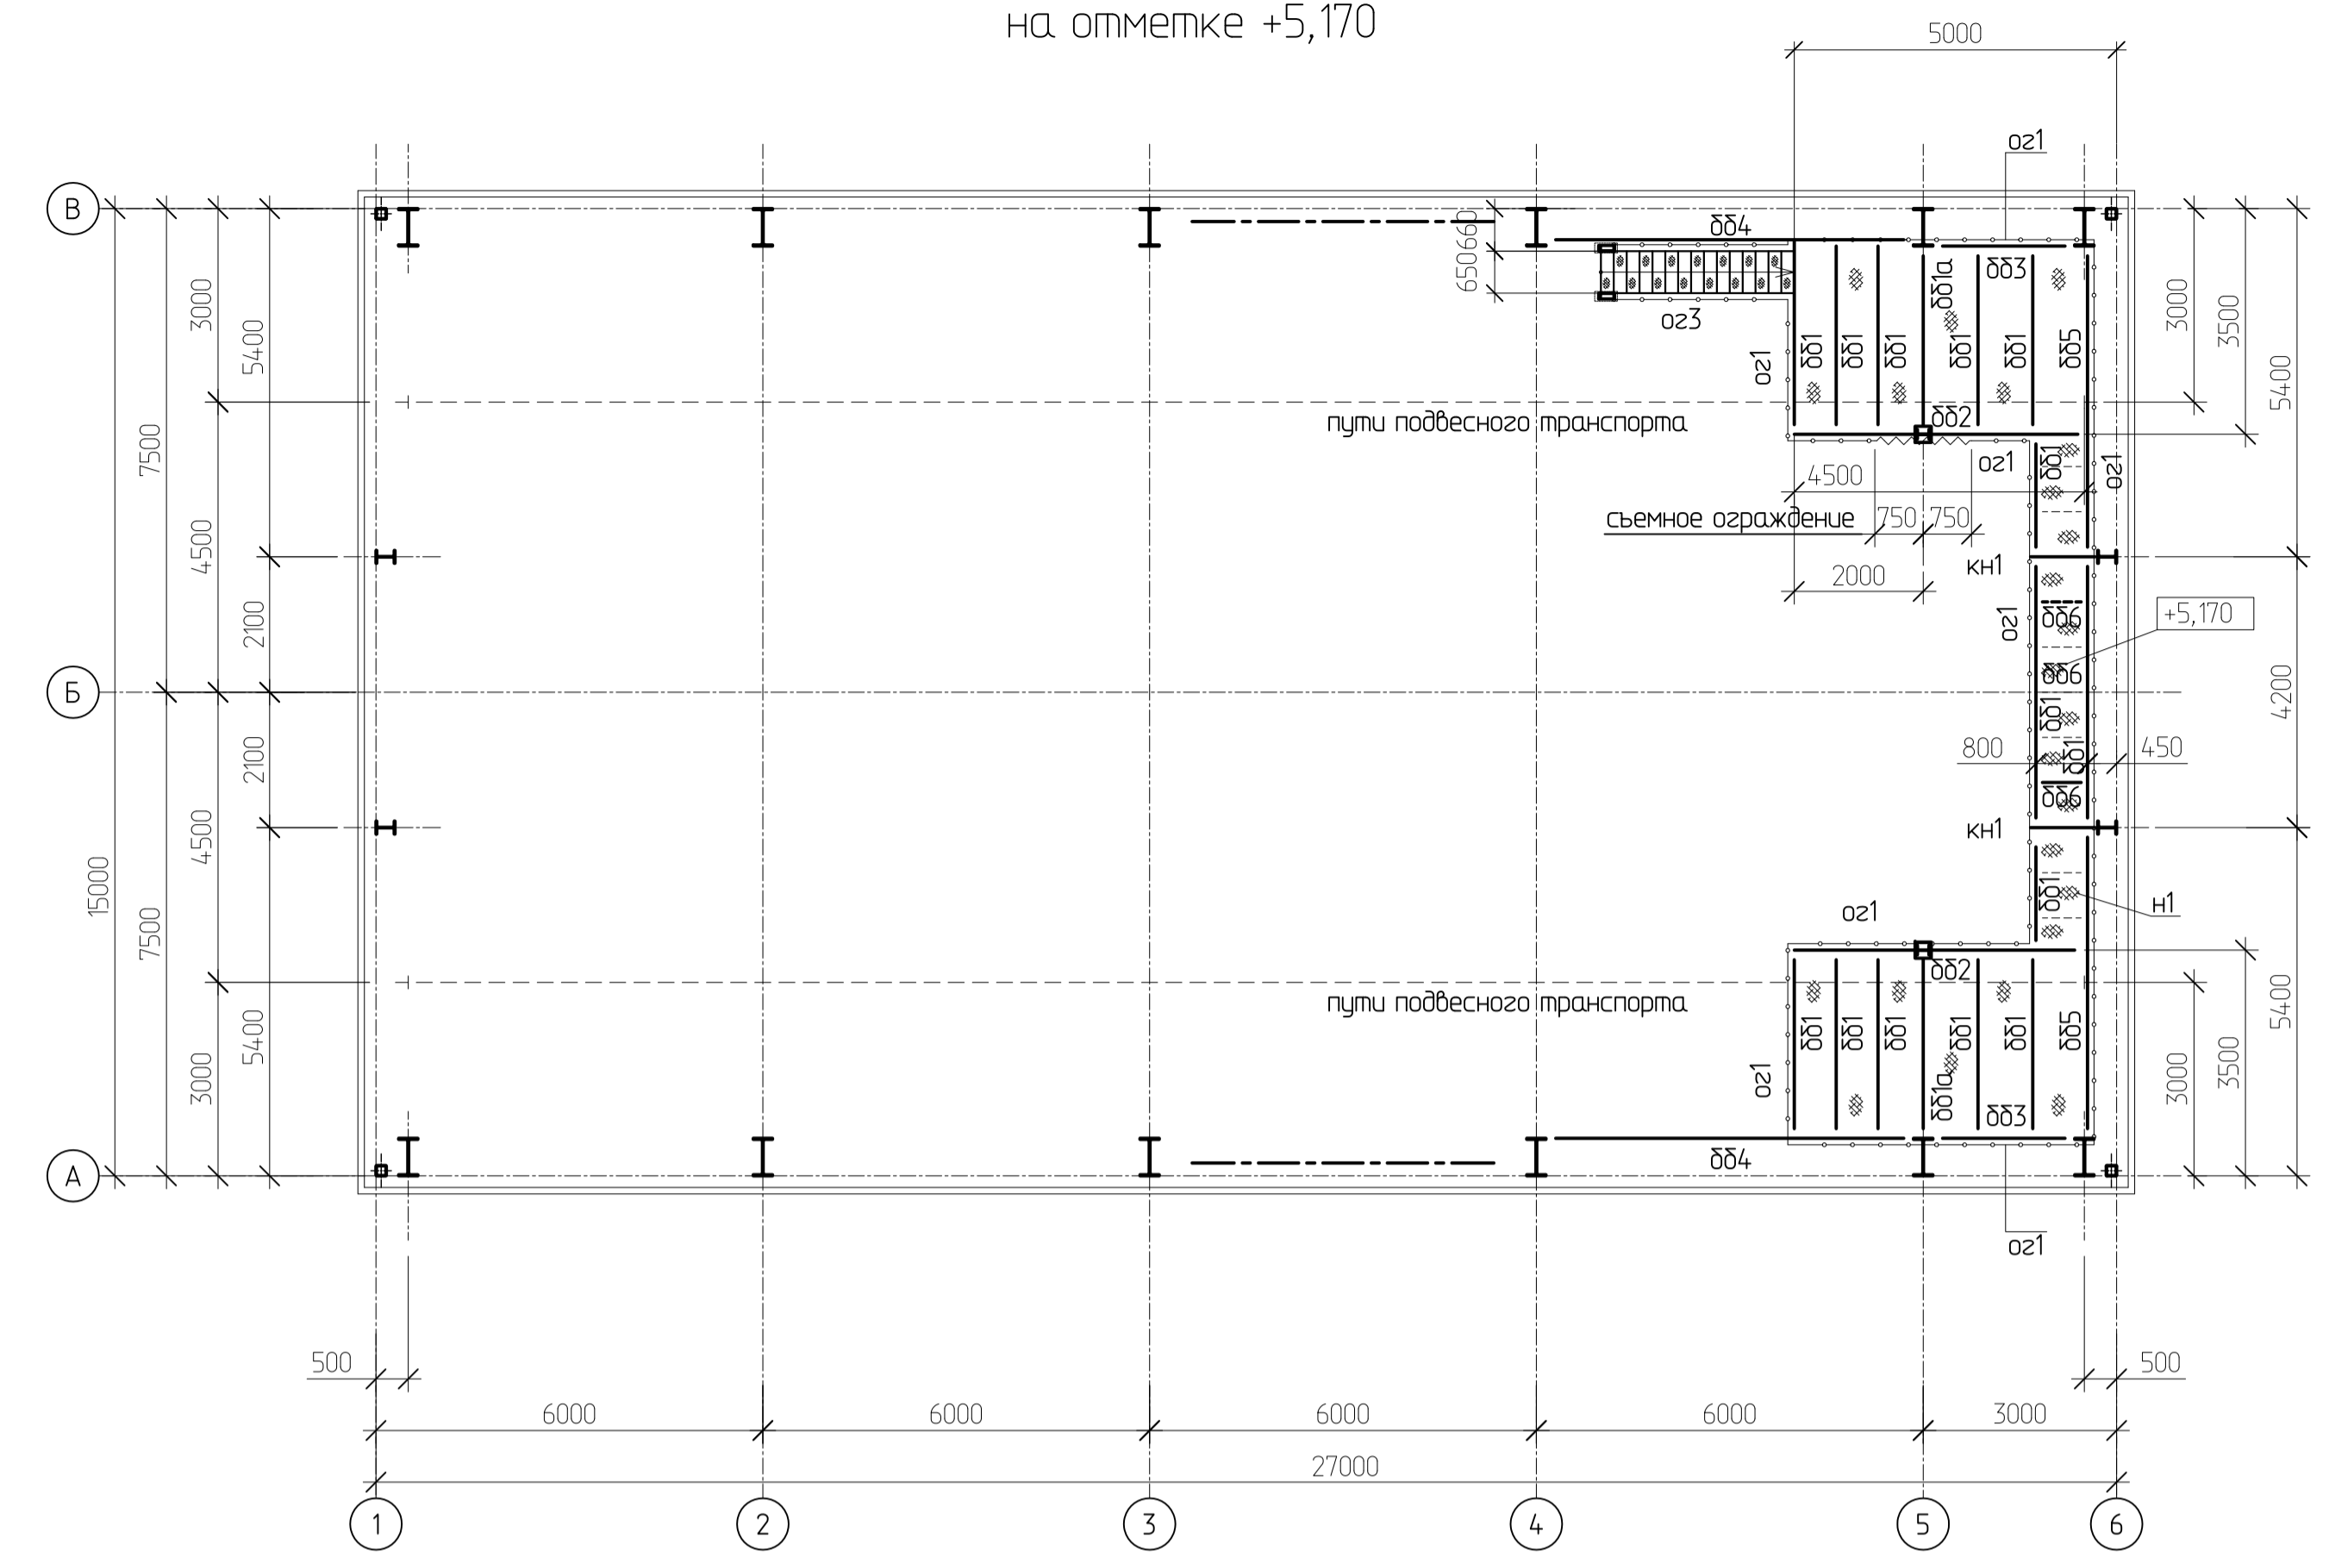 на отметке +5,170
5000
ог1
В
660
650
бб4
бб3
бб1а
ог3
3000
5400
ог1
бб1
бб1
бб1
бб1
бб1
бб5
3000
3500
5400
пути подвесного транспорта
бб2
7500
4500
ог1
бб1
ог1
4500
съемное ограждение
750
750
кн1
2000
2100
ог1
бб6
+5,170
Б
бб6
бб1
4200
2100
800
бб1
450
бб6
4500
кн1
15000
7500
ог1
бб1
н1
бб2
пути подвесного транспорта
3000
5400
ог1
бб1
бб1
бб1
бб1
бб1
бб5
бб1а
бб3
3000
3500
5400
бб4
А
ог1
500
500
6000
6000
6000
6000
3000
27000
1
2
3
4
5
6